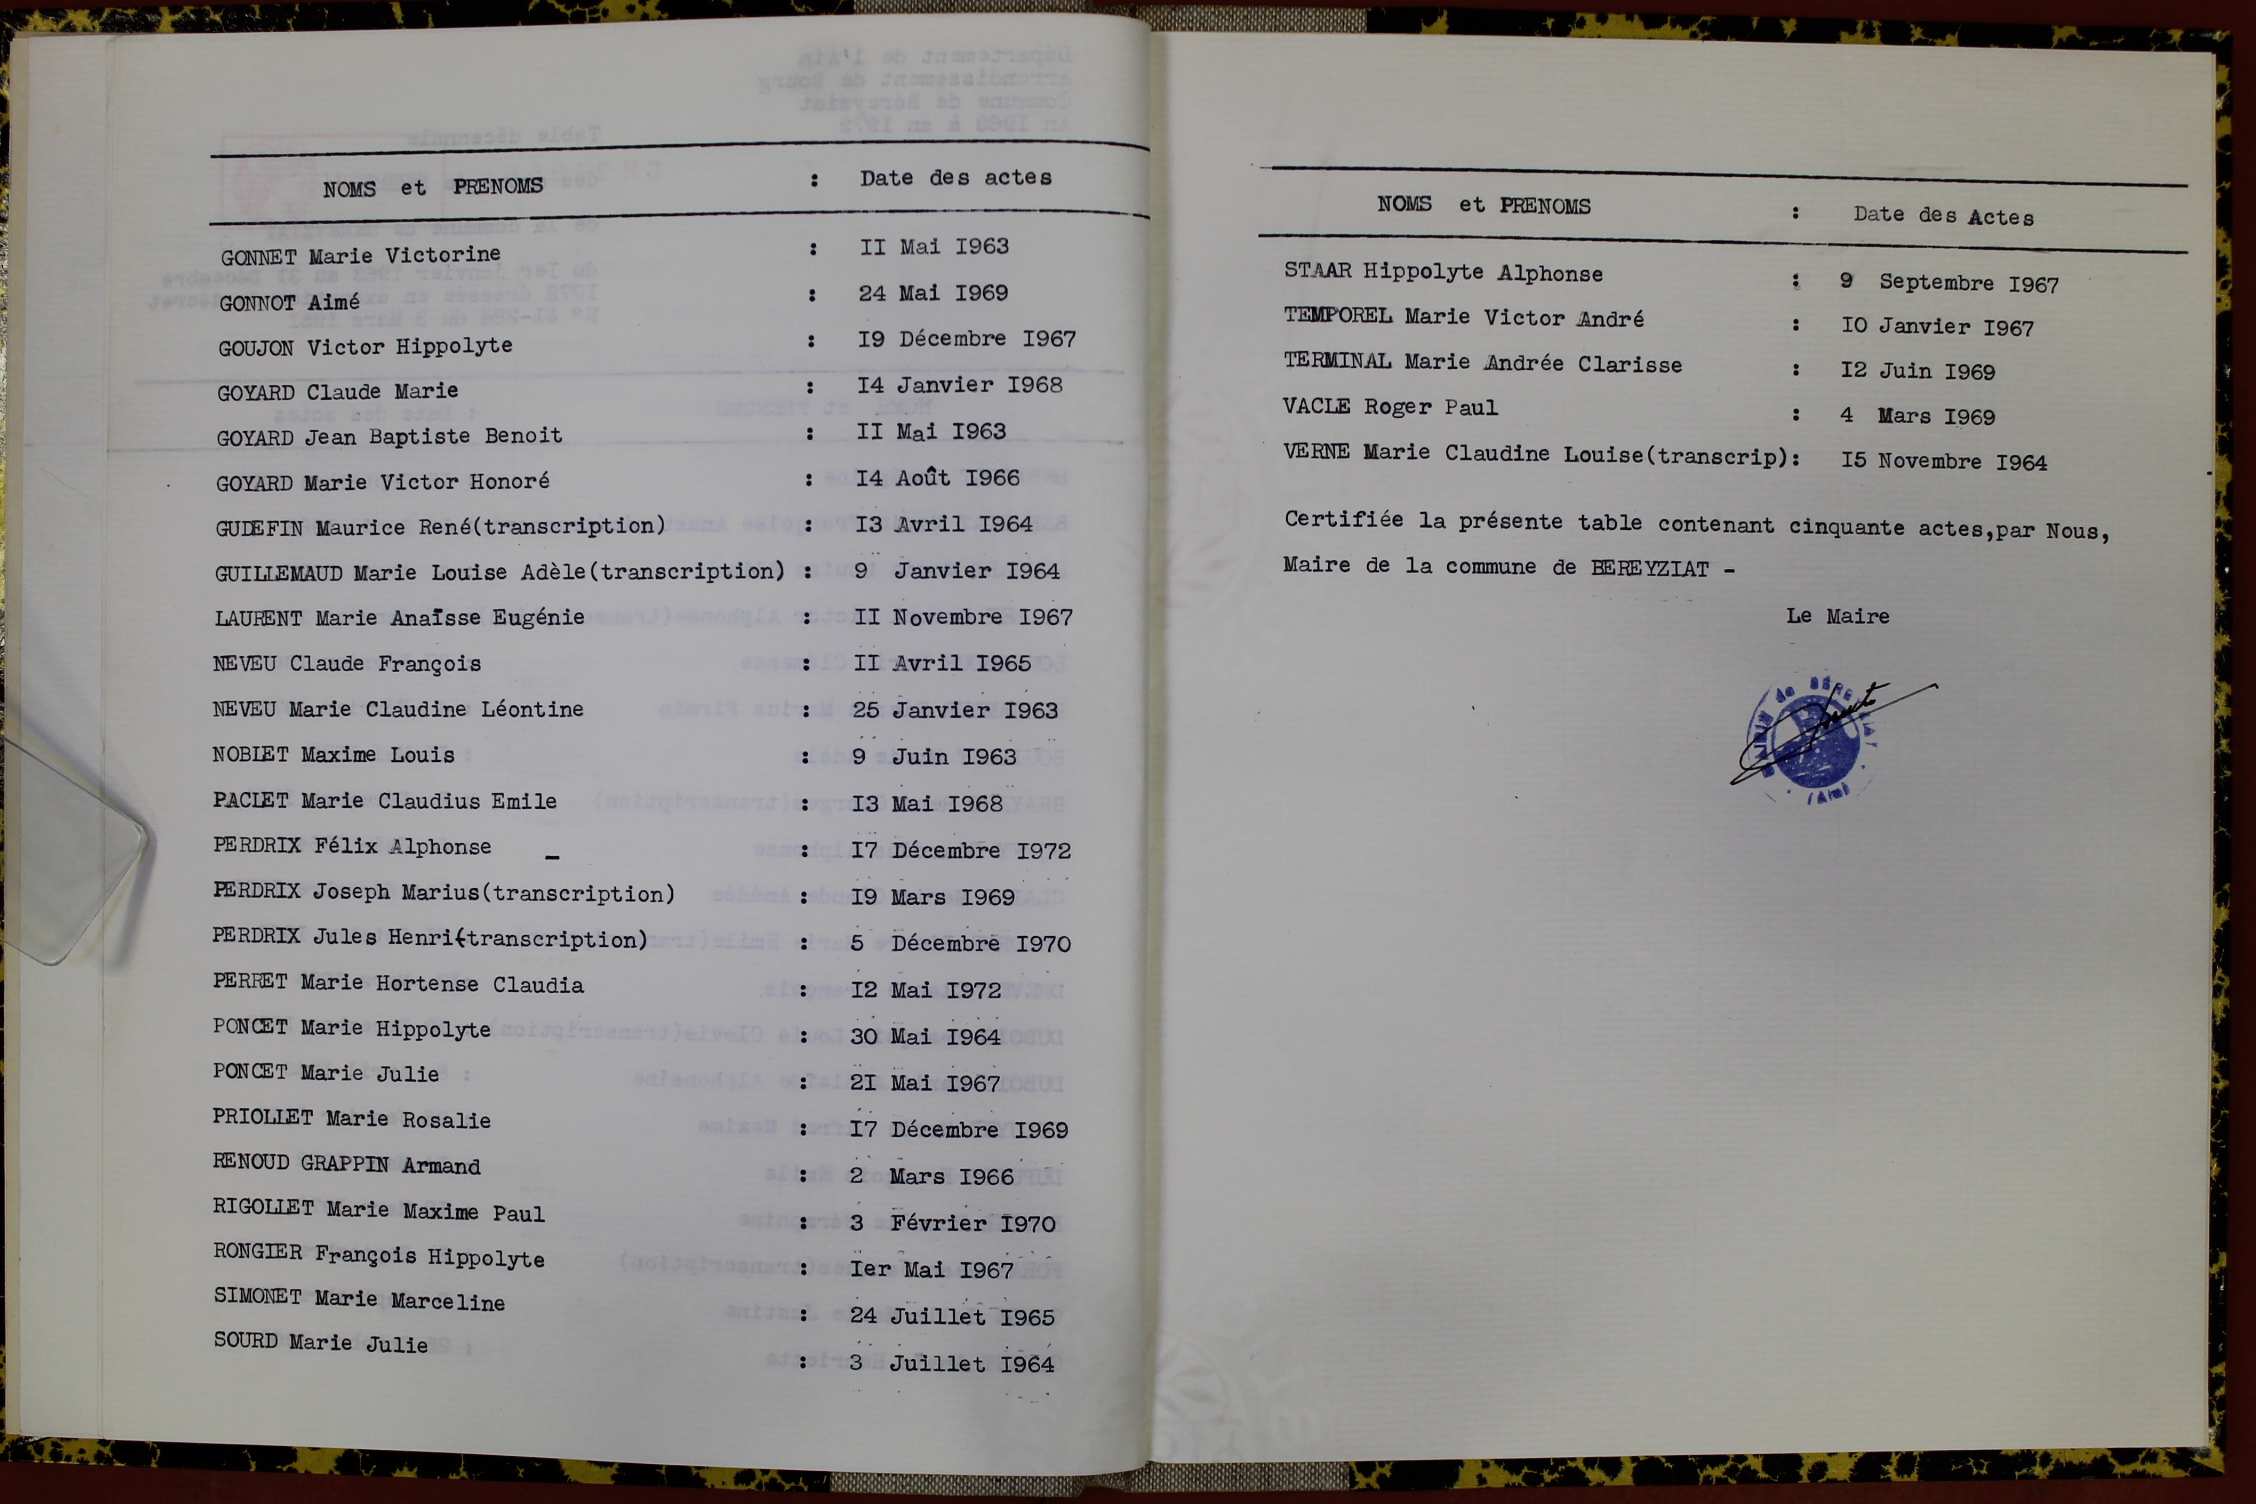 NOMS et PRENOMS : Date des actes
GONNET Marie Victorine : II Mai I963
GONNOT Aimé : 24 Mai I969
GOUJON Victor Hippolyte : I9 Décembre I967
GOYARD Claude Marie : I4 Janvier I968
GOYARD Jean Baptiste Benoit : II Mai I963
GOYARD Marie Victor Honoré : I4 Août I966
GUDEFIN Maurice René(transcription) : I3 Avril I964
GUILLEMAUD Marie Louise Adèle(transcription) : 9 Janvier I964
LAURENT Marie Anaïsse Eugénie : II Novembre I967
NEVEU Claude François : II Avril I965
NEVEU Marie Claudine Léontine : 25 Janvier I963
NOBLET Maxime Louis : 9 Juin I963
PACLET Marie Claudius Emile : I3 Mai I968
PERDRIX Félix Alphonse _ : I7 Décembre I972
PERDRIX Joseph Marius(transcription) : I9 Mars I969
PERDRIX Jules Henri(transcription) : 5 Décembre I970
PERRET Marie Hortense Claudia : I2 Mai I972
PONCET Marie Hippolyte : 30 Mai I964
PONCET Marie Julie : 2I Mai I967
PRIOLLET Marie Rosalie : I7 Décembre I969
RENOUD GRAPPIN Armand : 2 Mars I966
RIGOLLET Marie Maxime Paul : 3 Février I970
RONGIER François Hippolyte : Ier Mai I967
SIMONET Marie Marceline : 24 Juillet I965
SOURD Marie Julie : 3 Juillet I964
NOMS et PRENOMS : Date des Actes
STAAR Hippolyte Alphonse : 9 Septembre I967
TEMPOREL Marie Victor André : IO Janvier I967
TERMINAL Marie Andrée Clarisse : I2 Juin I969
VACLE Roger Paul : 4 Mars I969
VERNE Marie Claudine Louise(transcrip): I5 Novembre I964
Certifiée la présente table contenant cinquante actes,par Nous,
Maire de la commune de BEREYZIAT -
Le Maire
MAIRIE de
(Ain)